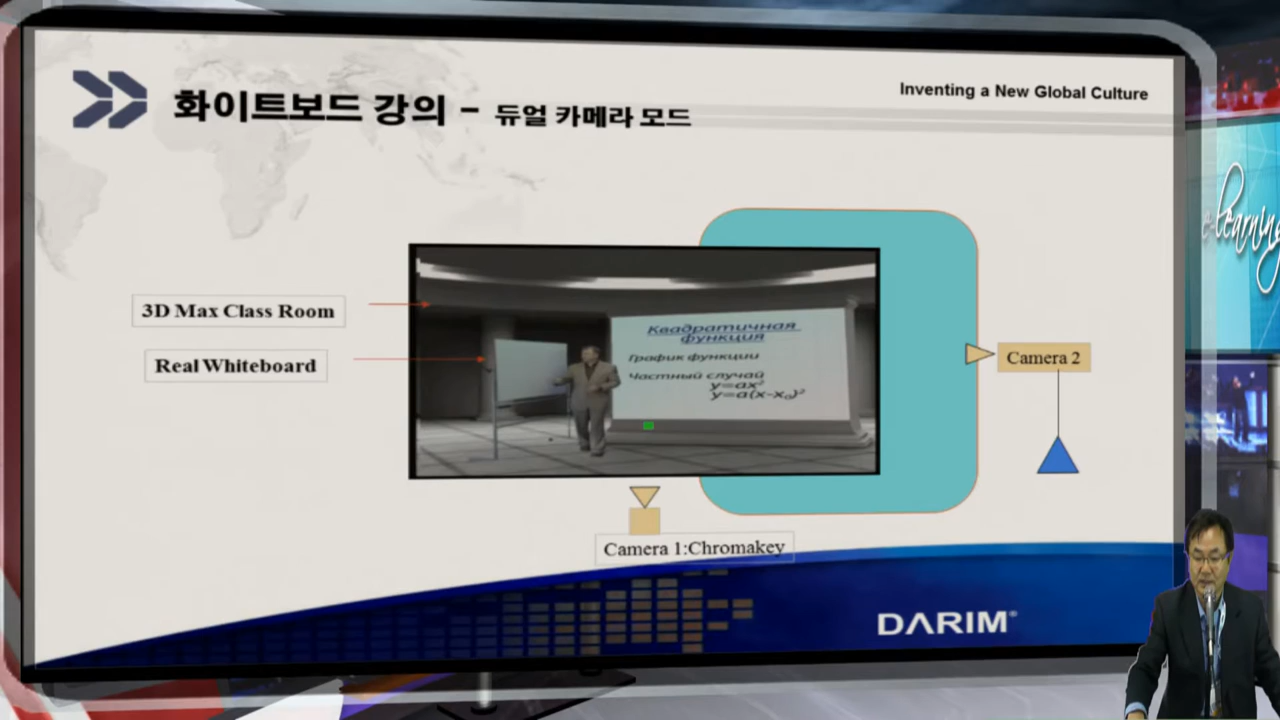 화이트보드 강의 - 듀얼 카메라 모드
Inventing a New Global Culture
3D Max Class Room
Real Whiteboard
Квадратичная
функция
График функции
Частный случай
y=ax²
y=a(x-x₀)²
Camera 2
Camera 1:Chromakey
DARIM®
e-learning